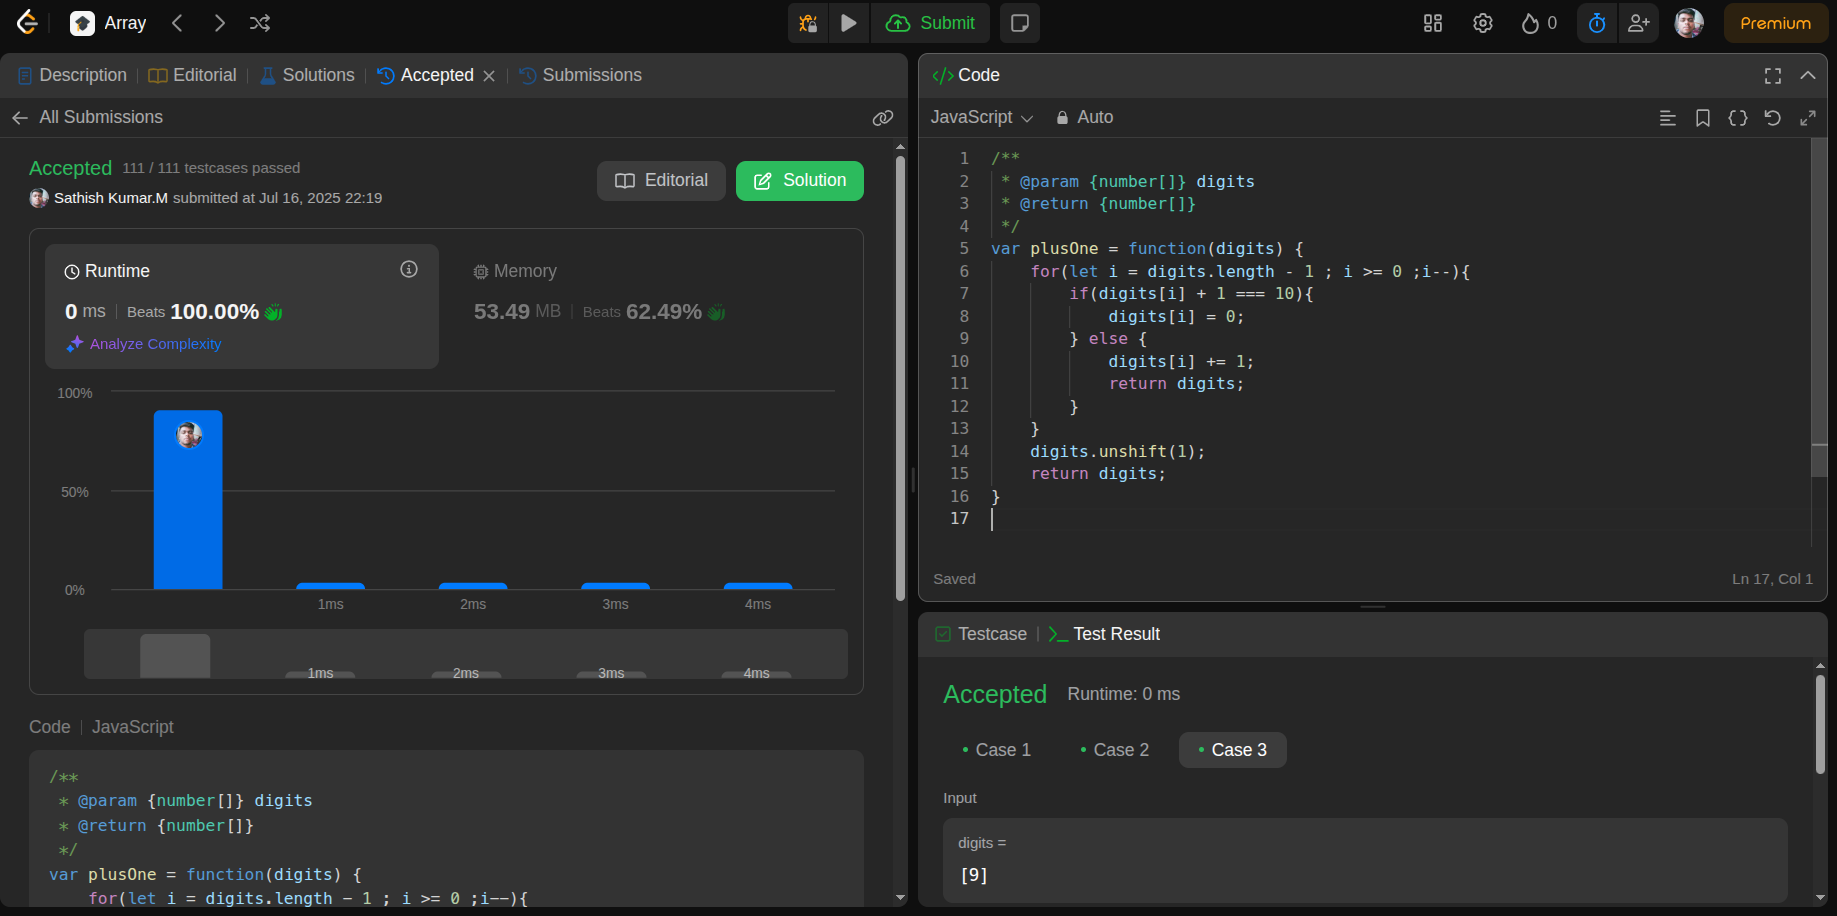 Array
Submit
0
Premium
Description
Editorial
Solutions
Accepted
Submissions
All Submissions
Accepted 111 / 111 testcases passed
Sathish Kumar.M submitted at Jul 16, 2025 22:19
Editorial
Solution
Runtime
0 ms Beats 100.00%
Analyze Complexity
Memory
53.49 MB Beats 62.49%
100%
50%
0%
1ms 2ms 3ms 4ms
1ms 2ms 3ms 4ms
Code JavaScript
/**
 * @param {number[]} digits
 * @return {number[]}
 */
var plusOne = function(digits) {
    for(let i = digits.length - 1 ; i >= 0 ;i--){
</> Code
JavaScript Auto
1 /**
2  * @param {number[]} digits
3  * @return {number[]}
4  */
5 var plusOne = function(digits) {
6     for(let i = digits.length - 1 ; i >= 0 ;i--){
7         if(digits[i] + 1 === 10){
8             digits[i] = 0;
9         } else {
10             digits[i] += 1;
11             return digits;
12         }
13     }
14     digits.unshift(1);
15     return digits;
16 }
17
Saved
Ln 17, Col 1
Testcase
Test Result
Accepted Runtime: 0 ms
Case 1 Case 2 Case 3
Input
digits =
[9]